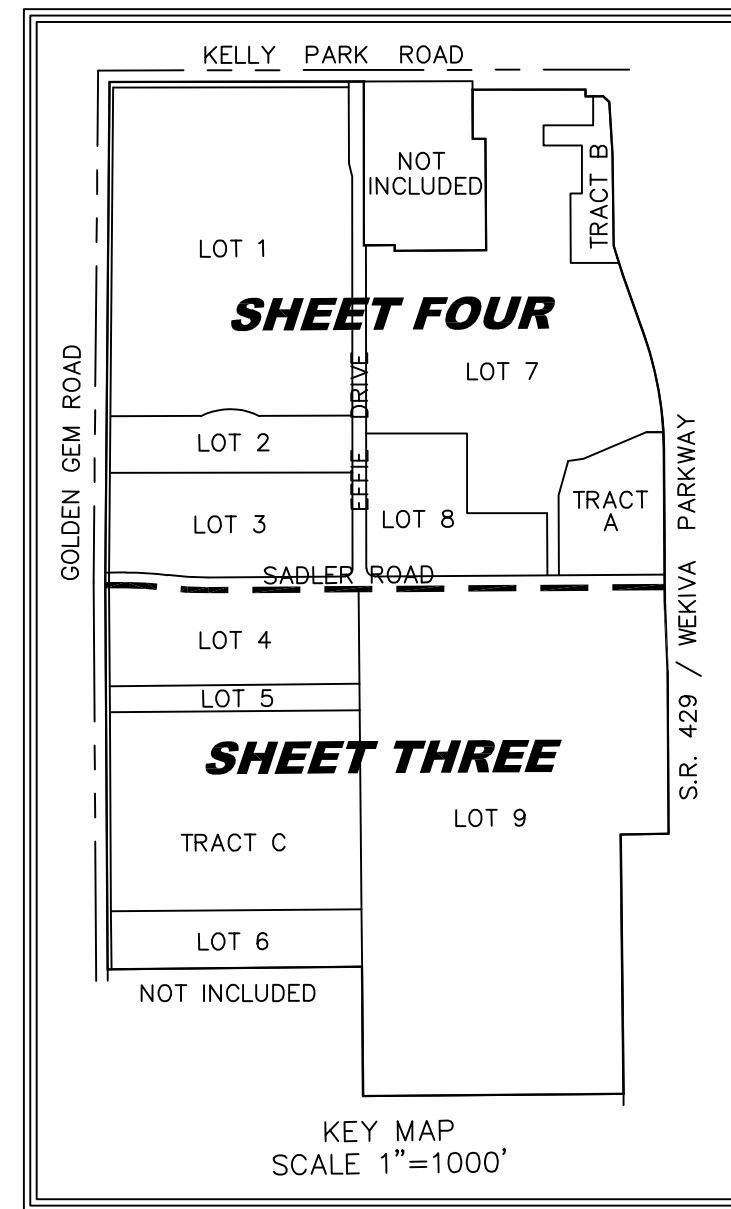 KELLY PARK ROAD
NOT
INCLUDED
TRACT B
LOT 1
SHEET FOUR
GOLDEN GEM ROAD
EFFIE DRIVE
LOT 7
LOT 2
LOT 3
LOT 8
TRACT
A
S.R. 429 / WEKIVA PARKWAY
SADLER ROAD
LOT 4
LOT 5
SHEET THREE
LOT 9
TRACT C
LOT 6
NOT INCLUDED
KEY MAP
SCALE 1"=1000'